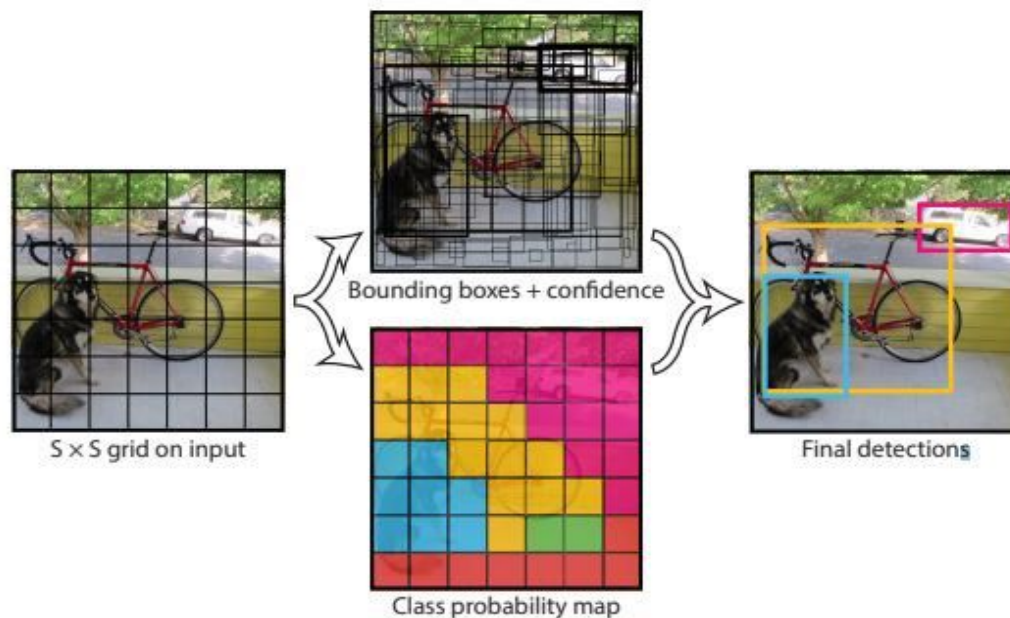 Bounding boxes + confidence
S × S grid on input
Final detections
Class probability map